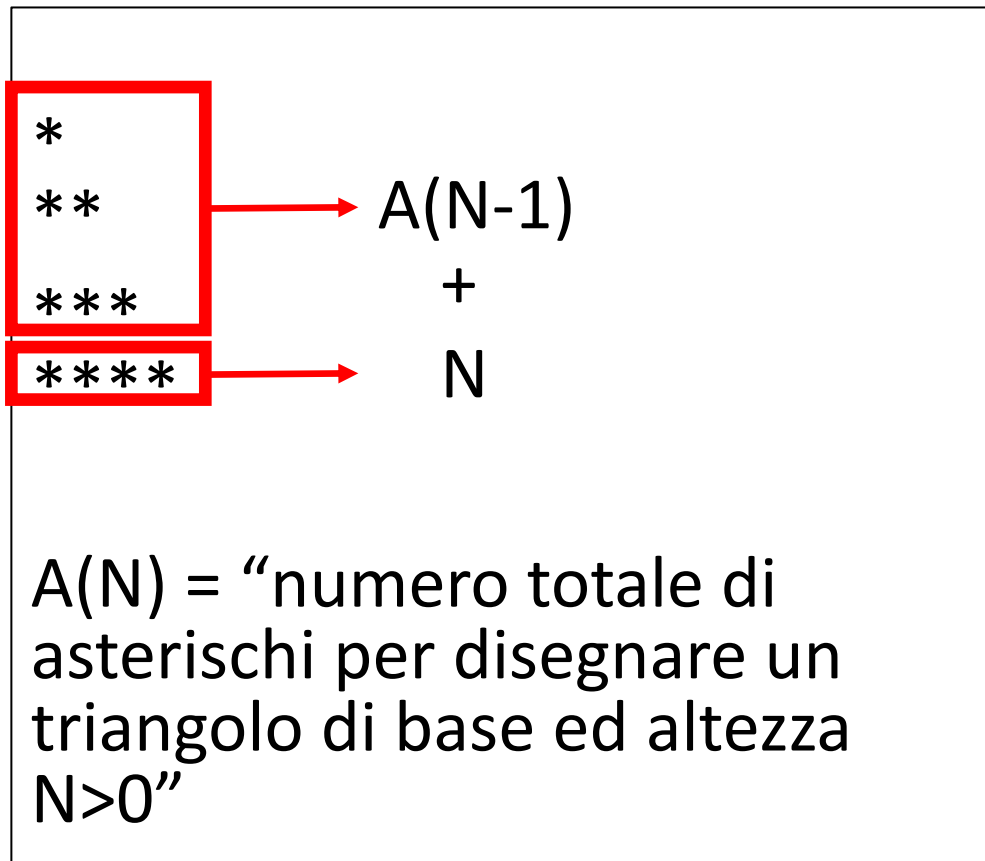 *
**
A(N-1)
+
***
****
N
A(N) = “numero totale di
asterischi per disegnare un
triangolo di base ed altezza
N>0”